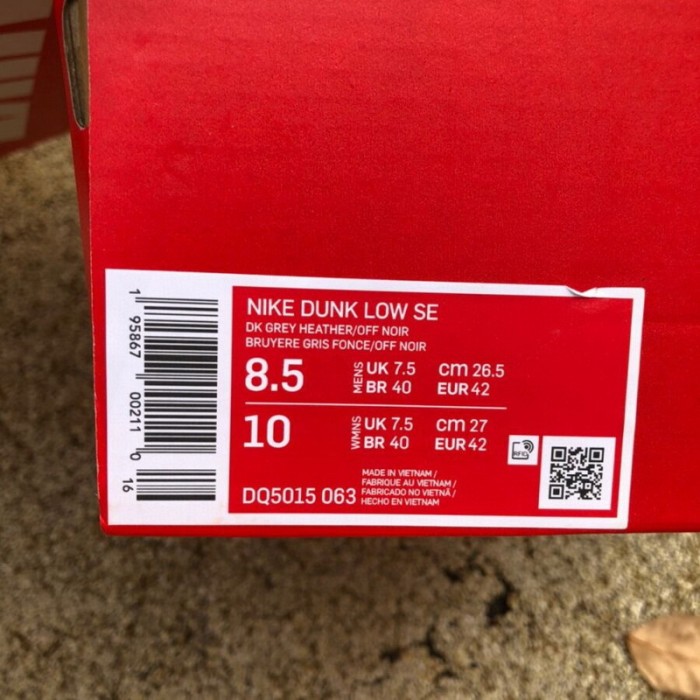 NIKE DUNK LOW SE
DK GREY HEATHER/OFF NOIR
BRUYERE GRIS FONCE/OFF NOIR
8.5 MENS UK 7.5 cm 26.5
BR 40 EUR 42
10 WMNS UK 7.5 cm 27
BR 40 EUR 42
RFID
DQ5015 063
MADE IN VIETNAM /
FABRIQUE AU VIETNAM /
FABRICADO NO VIETNÃ /
HECHO EN VIETNAM
1 95867 00211 0
16